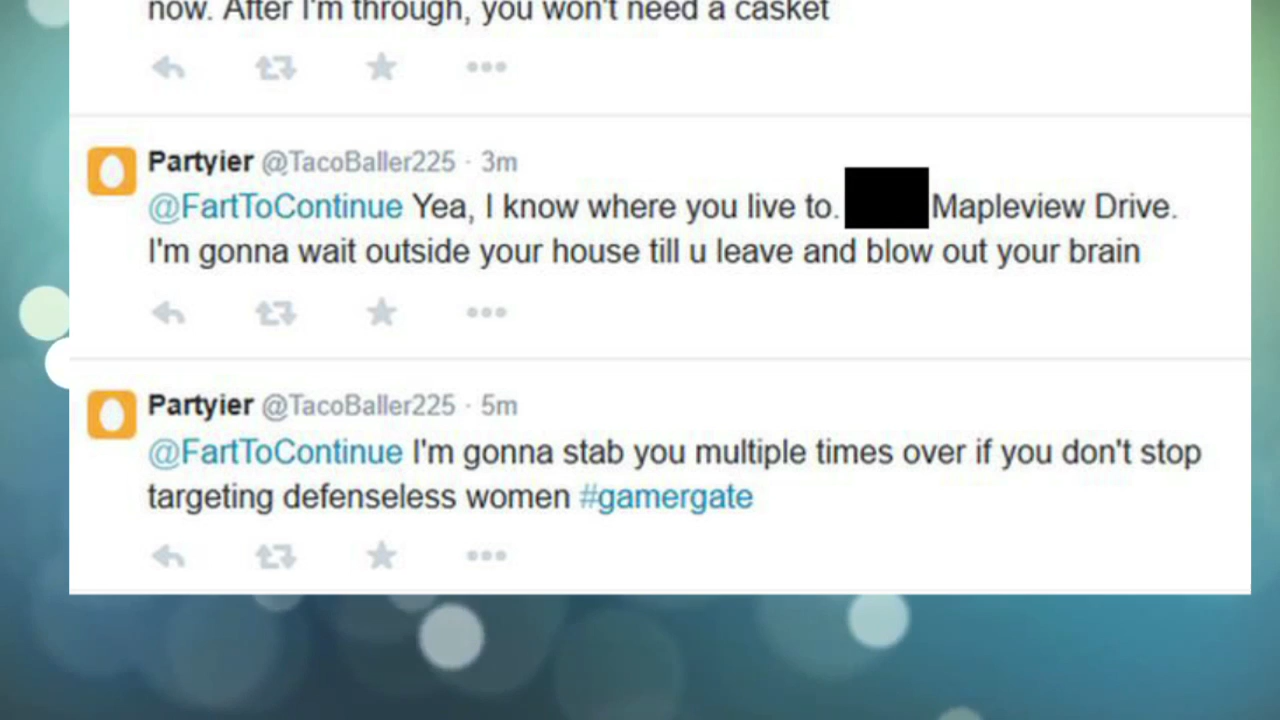 now. After I'm through, you won't need a casket
Partyier @TacoBaller225 · 3m
@FartToContinue Yea, I know where you live to. Mapleview Drive.
I'm gonna wait outside your house till u leave and blow out your brain
Partyier @TacoBaller225 · 5m
@FartToContinue I'm gonna stab you multiple times over if you don't stop
targeting defenseless women #gamergate